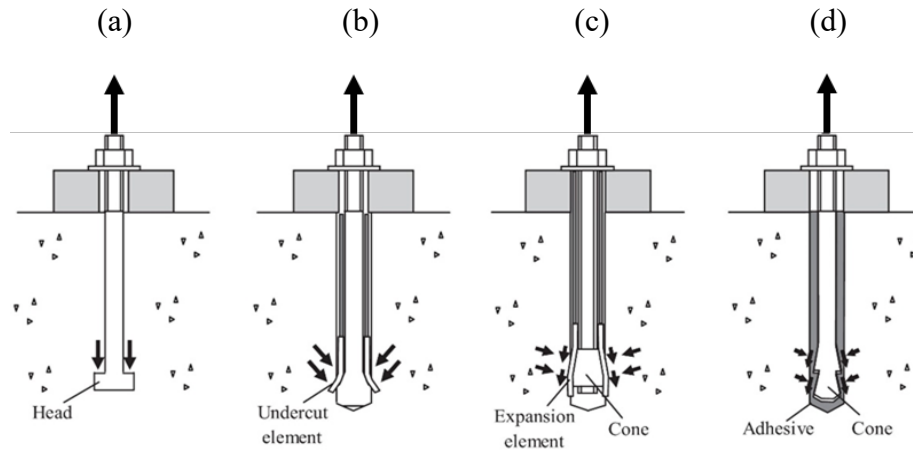 (a)
(b)
(c)
(d)
Head
Undercut
element
Expansion
element
Cone
Adhesive
Cone